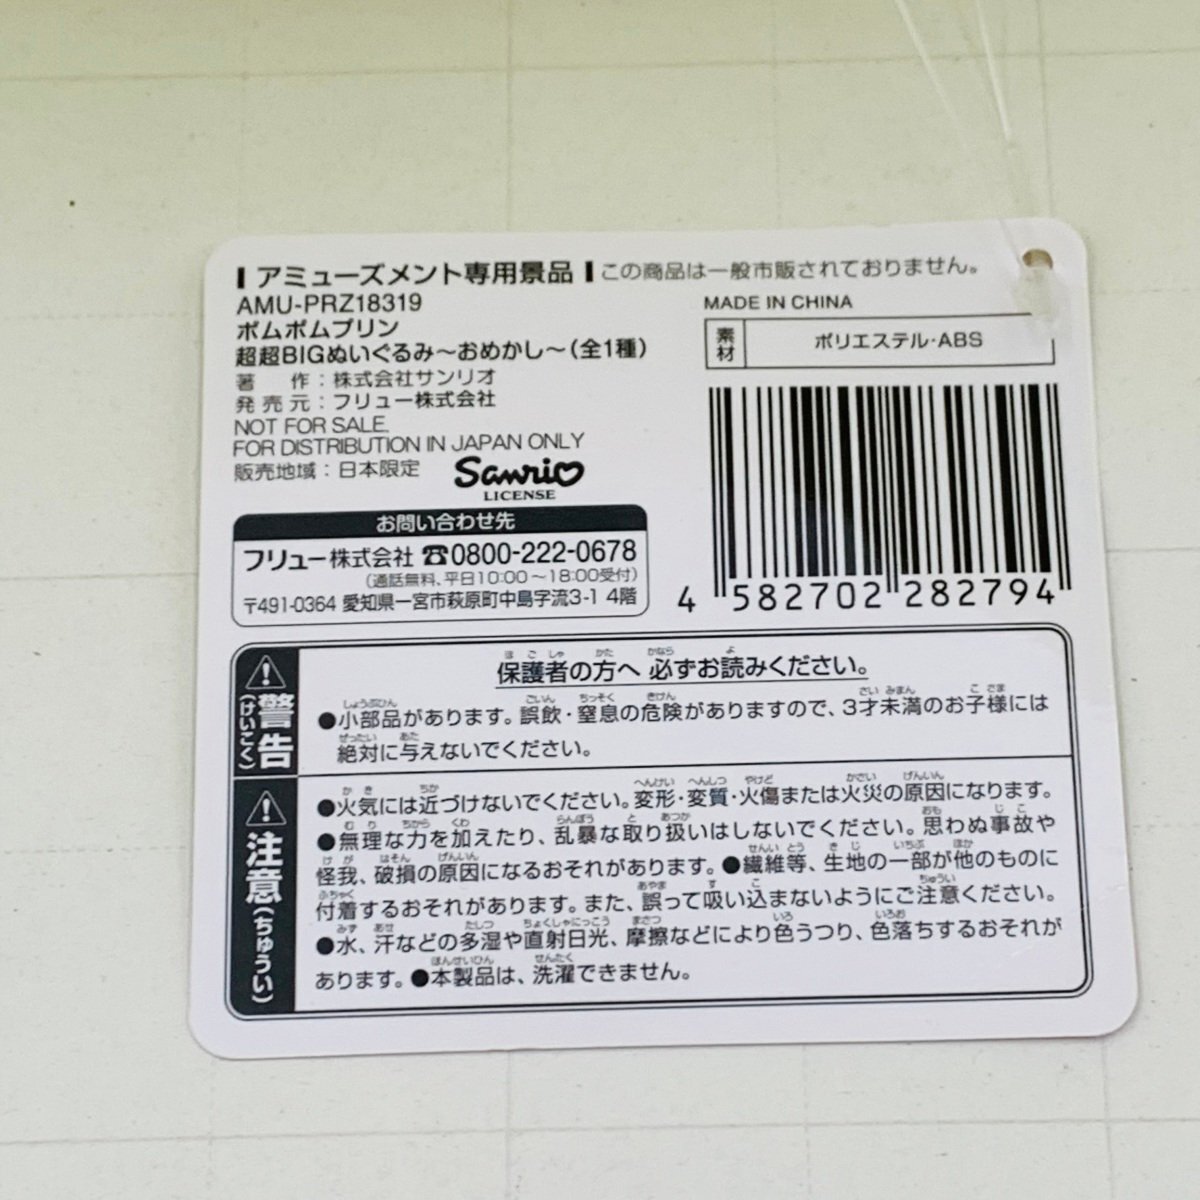 アミューズメント専用景品 この商品は一般市販されておりません。
AMU-PRZ18319
ポムポムプリン
超超BIGぬいぐるみ〜おめかし〜(全1種)
著 作:株式会社サンリオ
発売元:フリュー株式会社
NOT FOR SALE.
FOR DISTRIBUTION IN JAPAN ONLY
販売地域:日本限定
Sanrio
LICENSE
MADE IN CHINA
素材 ポリエステル・ABS
4 582702 282794
お問い合わせ先
フリュー株式会社 ☎0800-222-0678
(通話無料、平日10:00〜18:00受付)
〒491-0364 愛知県一宮市萩原町中島字流3-1 4階
警告(けいこく)
保護者の方へ 必ずお読みください。
●小部品があります。誤飲・窒息の危険がありますので、3才未満のお子様には
絶対に与えないでください。
注意(ちゅうい)
●火気には近づけないでください。変形・変質・火傷または火災の原因になります。
●無理な力を加えたり、乱暴な取り扱いはしないでください。思わぬ事故や
怪我、破損の原因になるおそれがあります。●繊維等、生地の一部が他のものに
付着するおそれがあります。また、誤って吸い込まないようにご注意ください。
●水、汗などの多湿や直射日光、摩擦などにより色うつり、色落ちするおそれが
あります。●本製品は、洗濯できません。